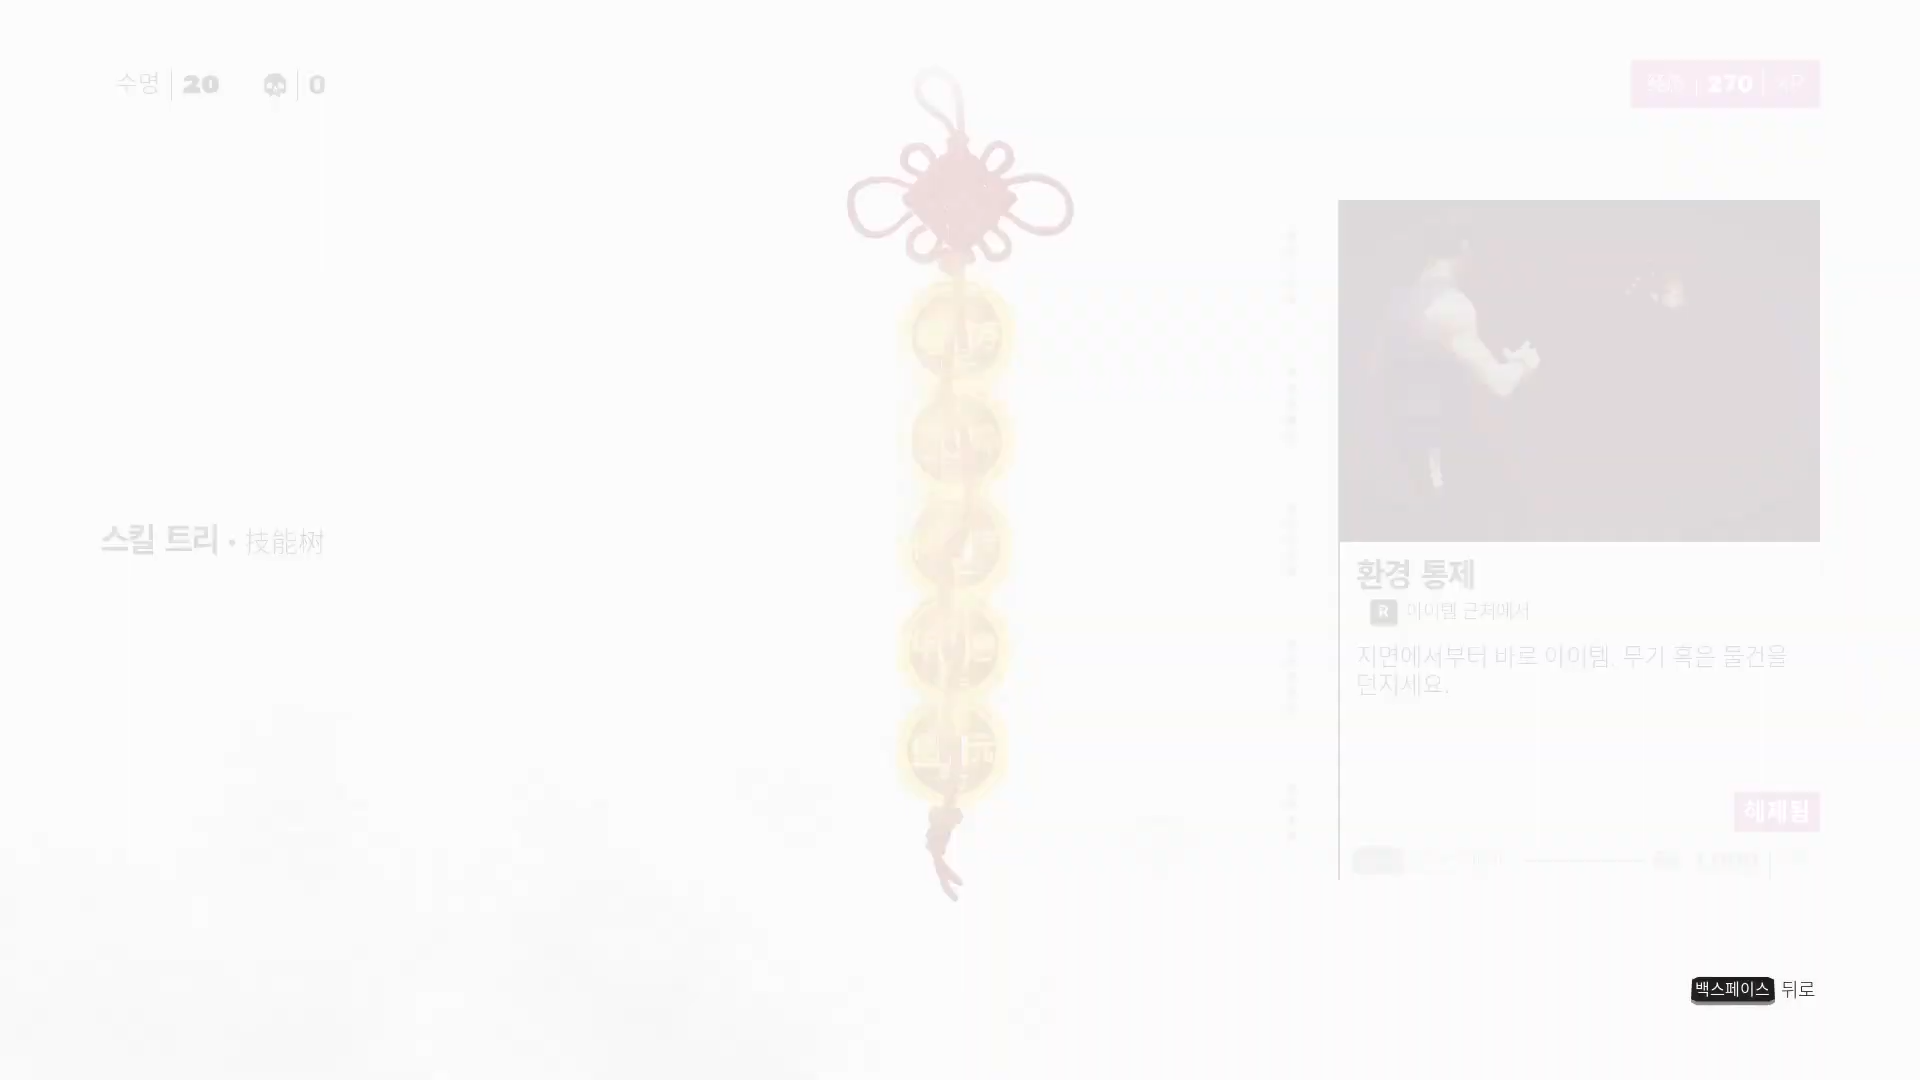 수명 20 0
270 XP
스킬 트리 • 技能树
환경 통제
R 아이템 근처에서
지면에서부터 바로 아이템, 무기 혹은 물건을
던지세요.
해제됨
백스페이스 뒤로